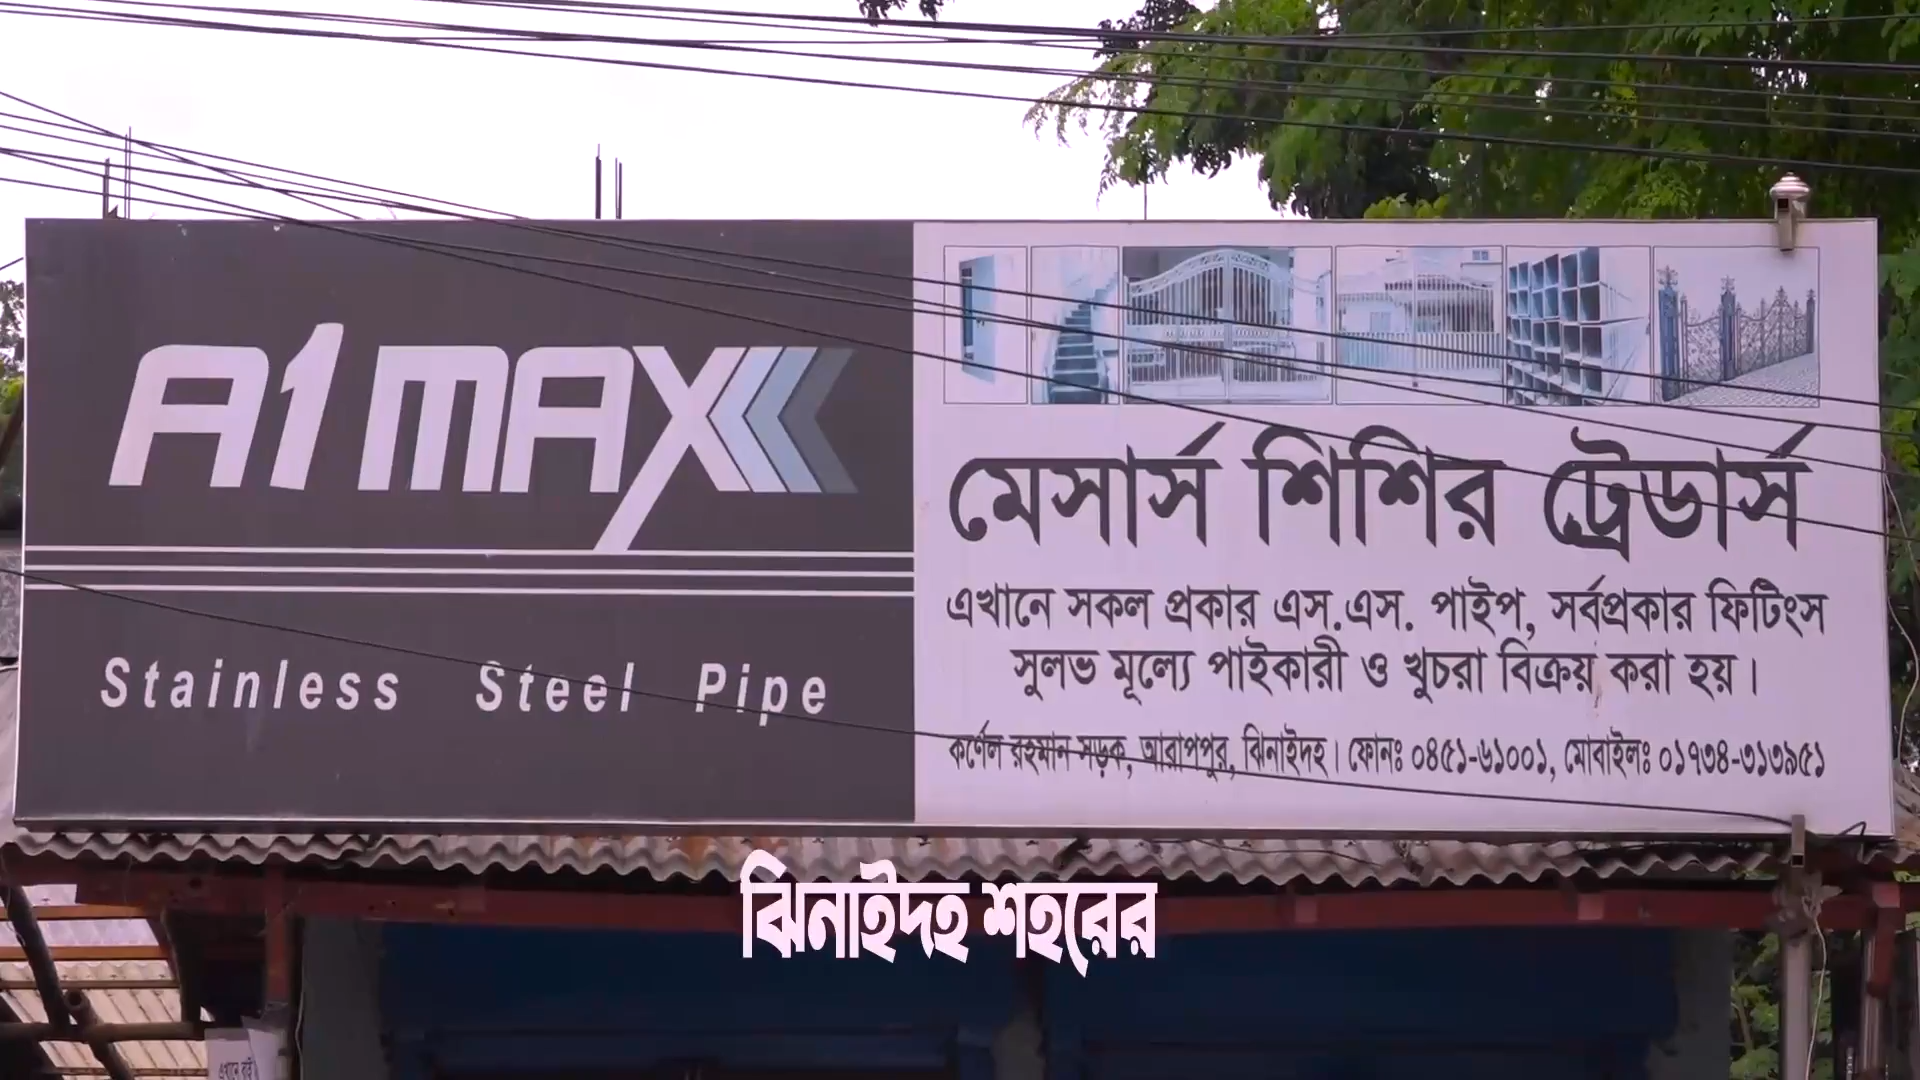 A1 MAX
Stainless Steel Pipe
মেসার্স শিশির ট্রেডার্স
এখানে সকল প্রকার এস.এস. পাইপ, সর্বপ্রকার ফিটিংস
সুলভ মূল্যে পাইকারী ও খুচরা বিক্রয় করা হয়।
কর্ণেল রহমান সড়ক, আরাপপুর, ঝিনাইদহ। ফোনঃ ০৪৫১-৬১০০১, মোবাইলঃ ০১৭৩৪-৩১৩৯৫১
ঝিনাইদহ শহরের